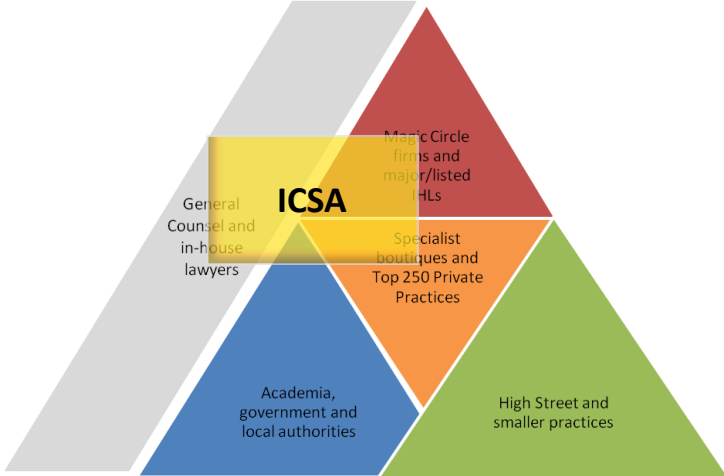 Magic Circle
firms and
major/listed
IHLs
ICSA
General
Counsel and
in-house
lawyers
Specialist
boutiques and
Top 250 Private
Practices
Academia,
government and
local authorities
High Street and
smaller practices